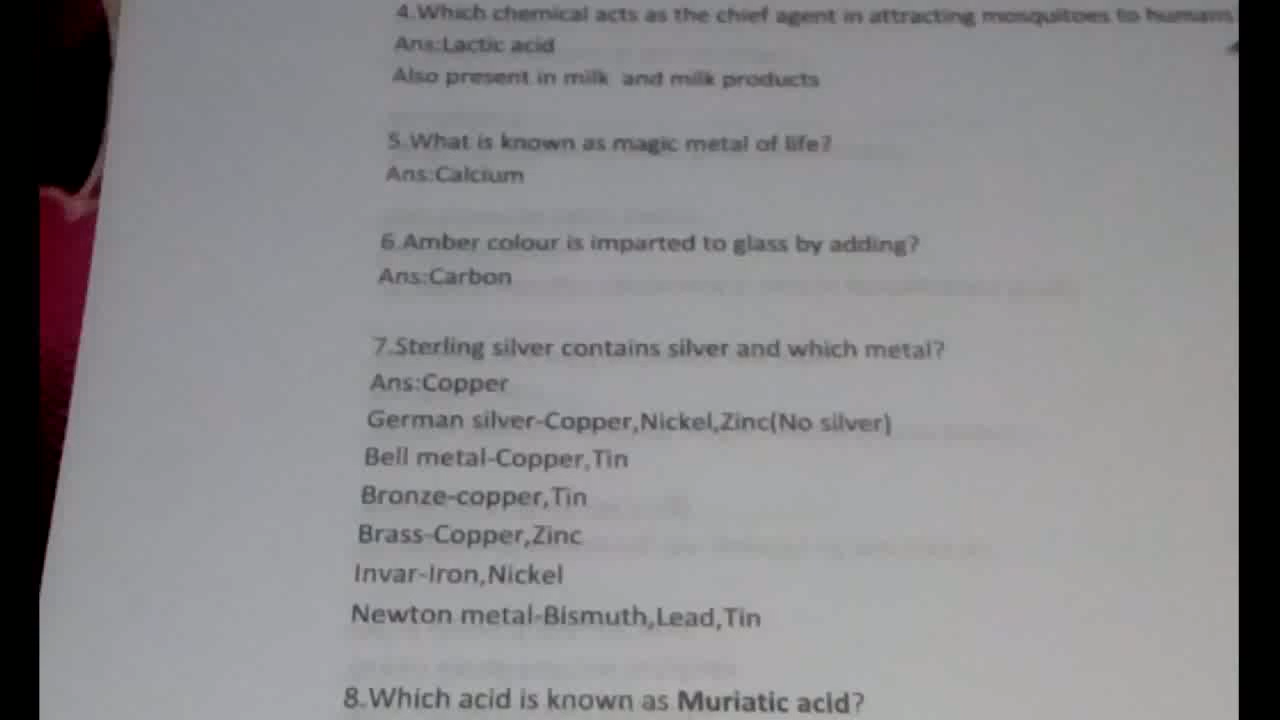 4.Which chemical acts as the chief agent in attracting mosquitoes to humans
Ans:Lactic acid
Also present in milk and milk products
5.What is known as magic metal of life?
Ans:Calcium
6.Amber colour is imparted to glass by adding?
Ans:Carbon
7.Sterling silver contains silver and which metal?
Ans:Copper
German silver-Copper,Nickel,Zinc(No silver)
Bell metal-Copper,Tin
Bronze-copper,Tin
Brass-Copper,Zinc
Invar-Iron,Nickel
Newton metal-Bismuth,Lead,Tin
8.Which acid is known as Muriatic acid?